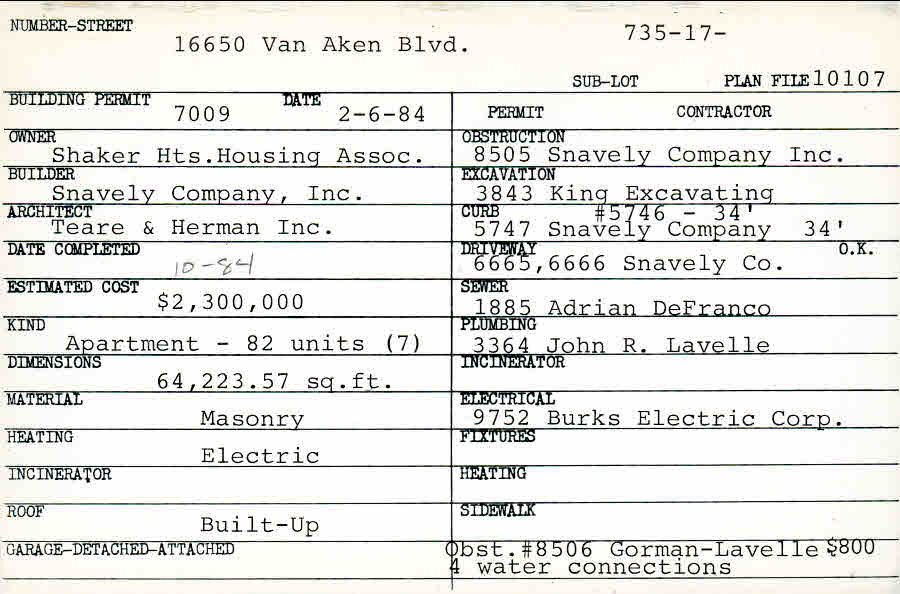 NUMBER-STREET
16650 Van Aken Blvd. 735-17-
SUB-LOT PLAN FILE 10107
BUILDING PERMIT DATE
7009 2-6-84
OWNER
Shaker Hts.Housing Assoc.
BUILDER
Snavely Company, Inc.
ARCHITECT
Teare & Herman Inc.
DATE COMPLETED
10-84
ESTIMATED COST
$2,300,000
KIND
Apartment - 82 units (7)
DIMENSIONS
64,223.57 sq.ft.
MATERIAL
Masonry
HEATING
Electric
INCINERATOR
ROOF
Built-Up
GARAGE-DETACHED-ATTACHED
PERMIT CONTRACTOR
OBSTRUCTION
8505 Snavely Company Inc.
EXCAVATION
3843 King Excavating
CURB #5746 - 34'
5747 Snavely Company 34'
DRIVEWAY O.K.
6665,6666 Snavely Co.
SEWER
1885 Adrian DeFranco
PLUMBING
3364 John R. Lavelle
INCINERATOR
ELECTRICAL
9752 Burks Electric Corp.
FIXTURES
HEATING
SIDEWALK
Obst.#8506 Gorman-Lavelle $800
4 water connections